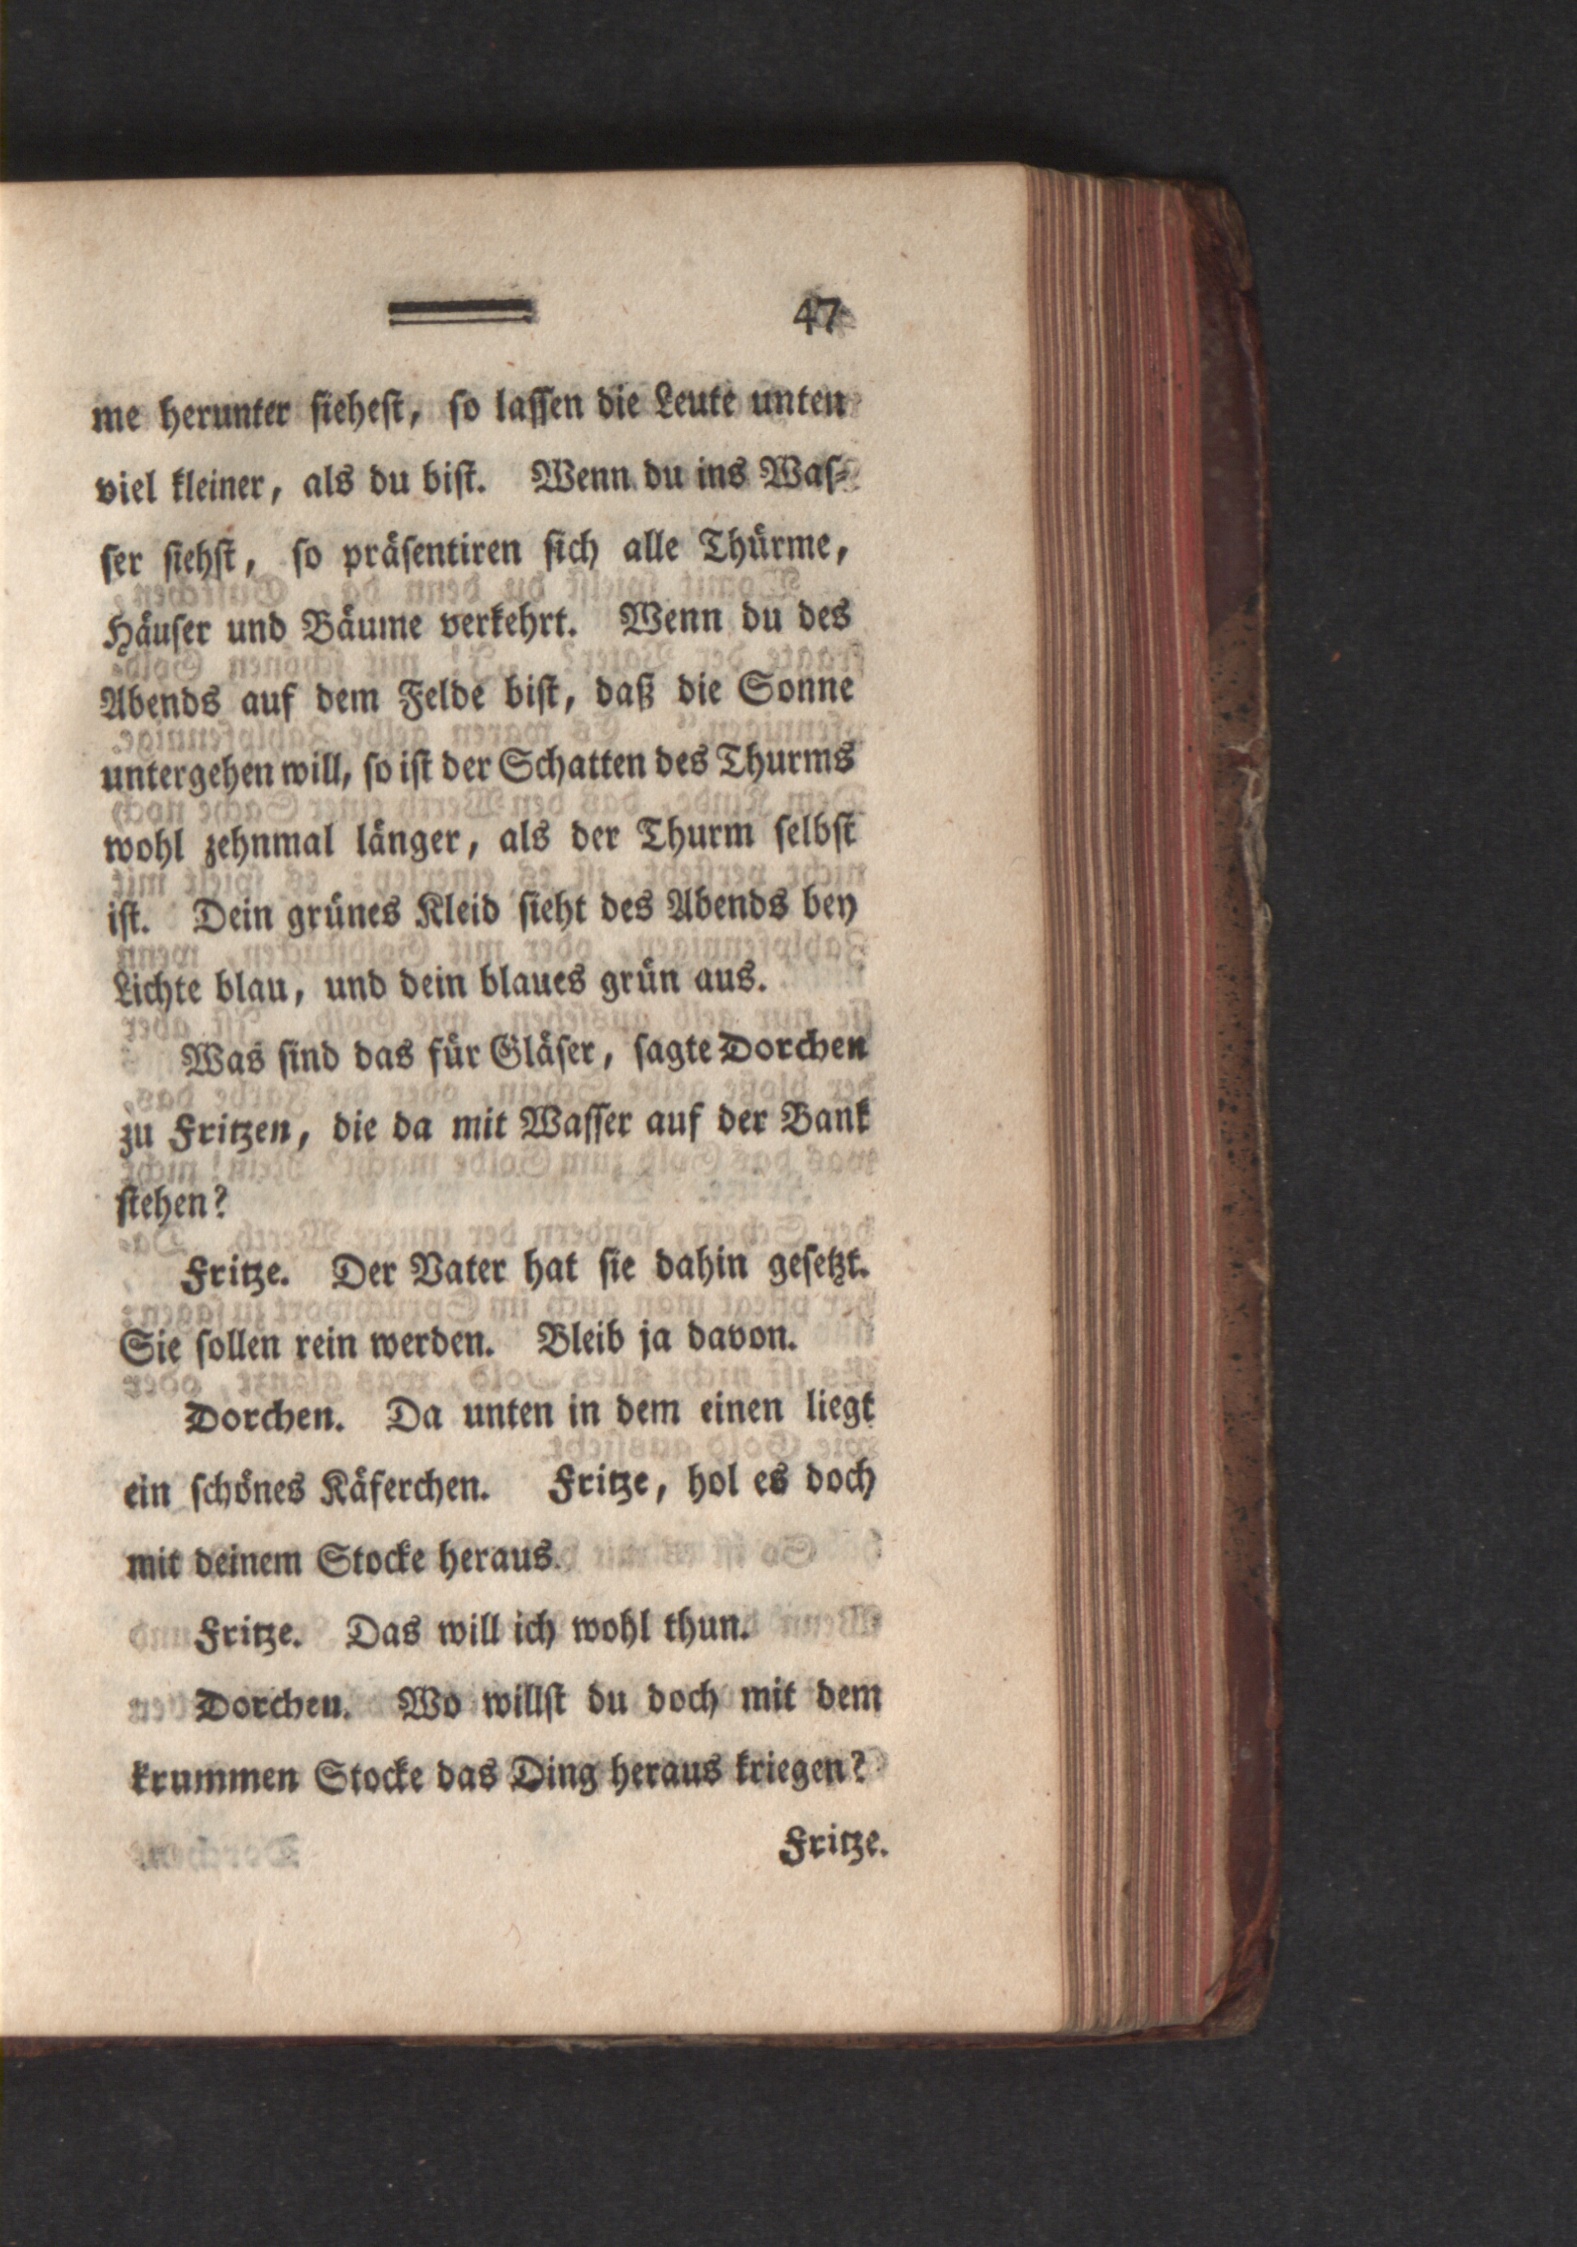 47
me herunter ſieheſt, ſo laſſen die Leute unten
viel kleiner, als du biſt. Wenn du ins Waſ⸗
ſer ſiehſt, ſo präſentiren ſich alle Thürme,
Häuſer und Bäume verkehrt. Wenn du des
Abends auf dem Felde biſt, daß die Sonne
untergehen will, ſo iſt der Schatten des Thurms
wohl zehnmal länger, als der Thurm ſelbſt
iſt. Dein grünes Kleid ſieht des Abends bey
Lichte blau, und dein blaues grün aus.
Was ſind das für Gläſer, ſagte Dorchen
zu Fritzen, die da mit Waſſer auf der Bank
ſtehen?
Fritze. Der Vater hat ſie dahin geſetzt.
Sie ſollen rein werden. Bleib ja davon.
Dorchen. Da unten in dem einen liegt
ein ſchönes Käferchen. Fritze, hol es doch
mit deinem Stocke heraus.
Fritze. Das will ich wohl thun.
Dorchen. Wo willſt du doch mit dem
krummen Stocke das Ding heraus kriegen?
Fritze.